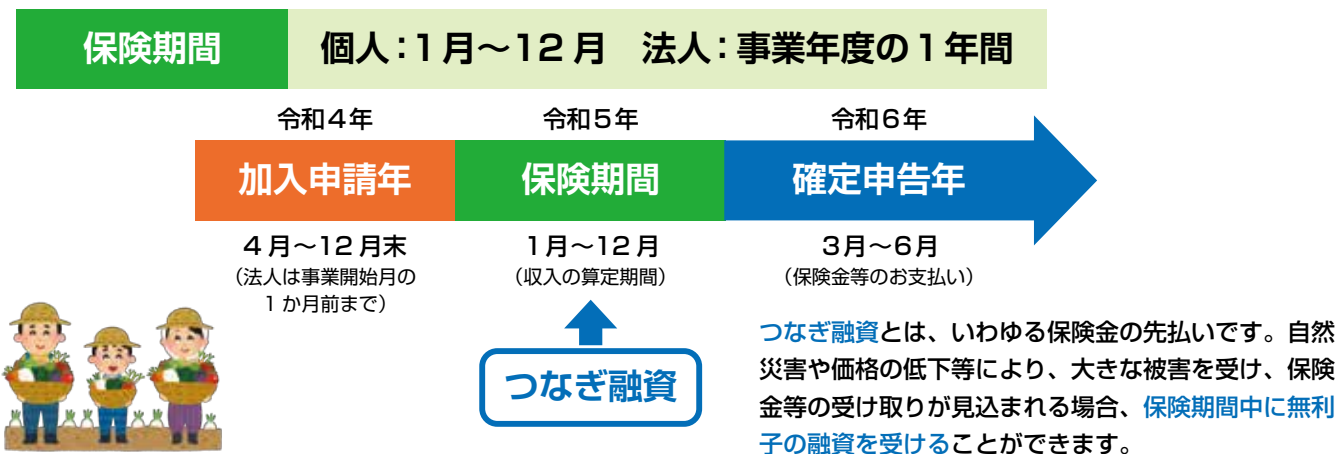 保険期間
個人：1月～12月　法人：事業年度の1年間
令和4年
令和5年
令和6年
加入申請年
保険期間
確定申告年
4月～12月末
（法人は事業開始月の
1か月前まで）
1月～12月
（収入の算定期間）
3月～6月
（保険金等のお支払い）
つなぎ融資
つなぎ融資とは、いわゆる保険金の先払いです。自然
災害や価格の低下等により、大きな被害を受け、保険
金等の受け取りが見込まれる場合、保険期間中に無利
子の融資を受けることができます。